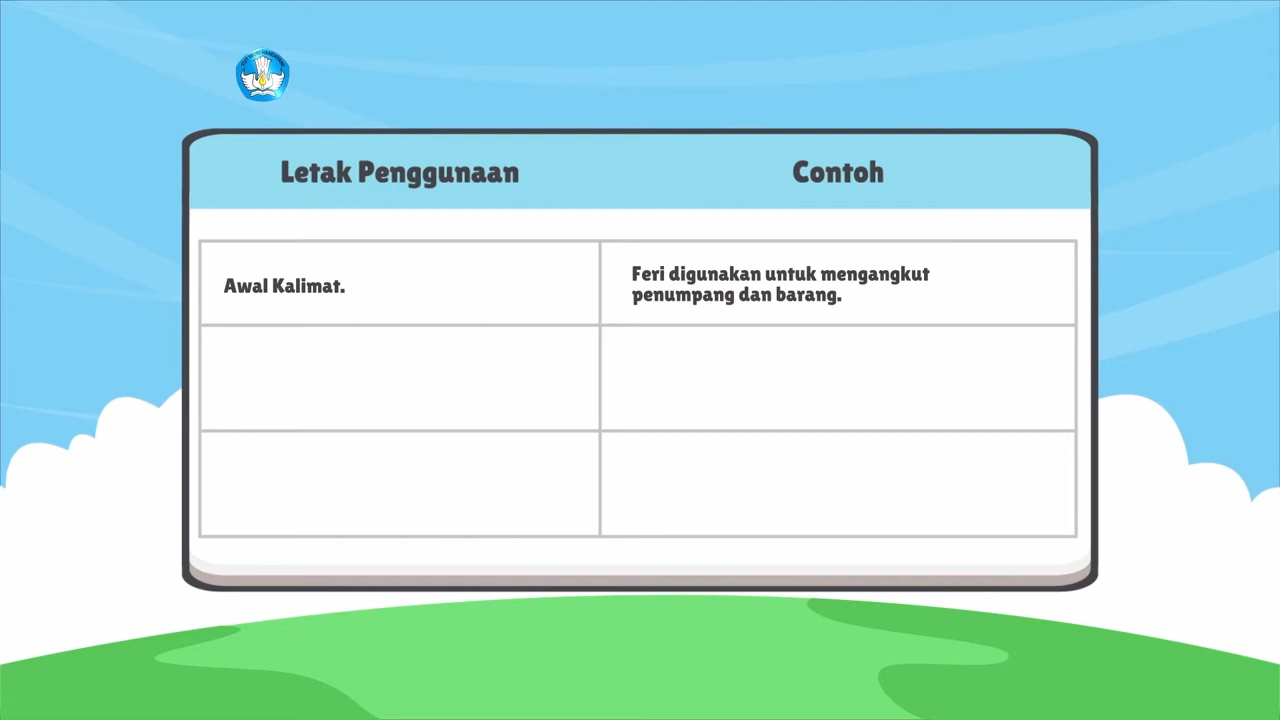 Letak Penggunaan
Contoh
Awal Kalimat.
Feri digunakan untuk mengangkut
penumpang dan barang.